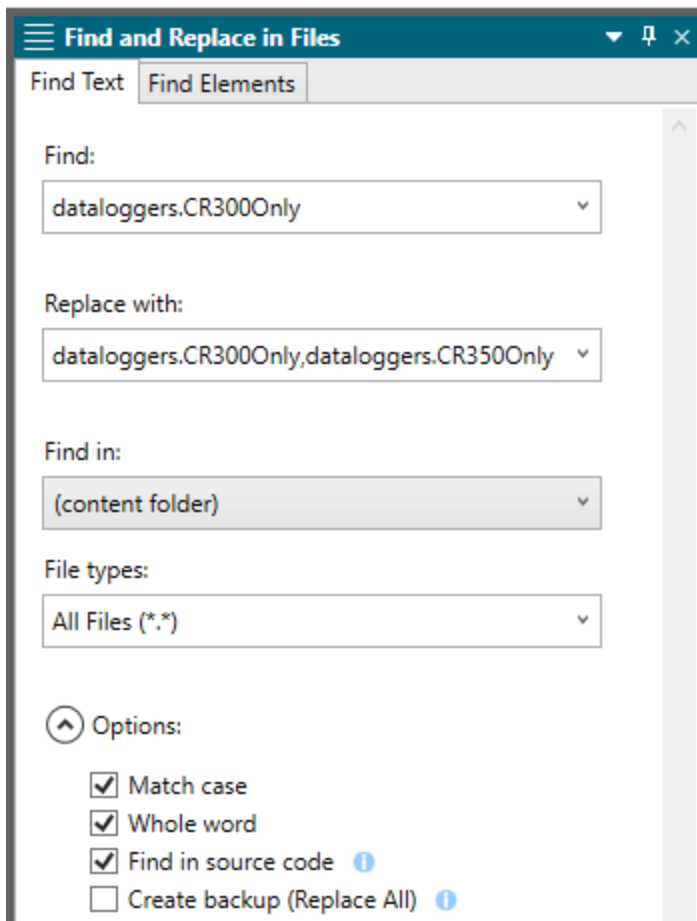 Find and Replace in Files
Find Text
Find Elements
Find:
dataloggers.CR300Only
Replace with:
dataloggers.CR300Only,dataloggers.CR350Only
Find in:
(content folder)
File types:
All Files (*.*)
Options:
Match case
Whole word
Find in source code
Create backup (Replace All)